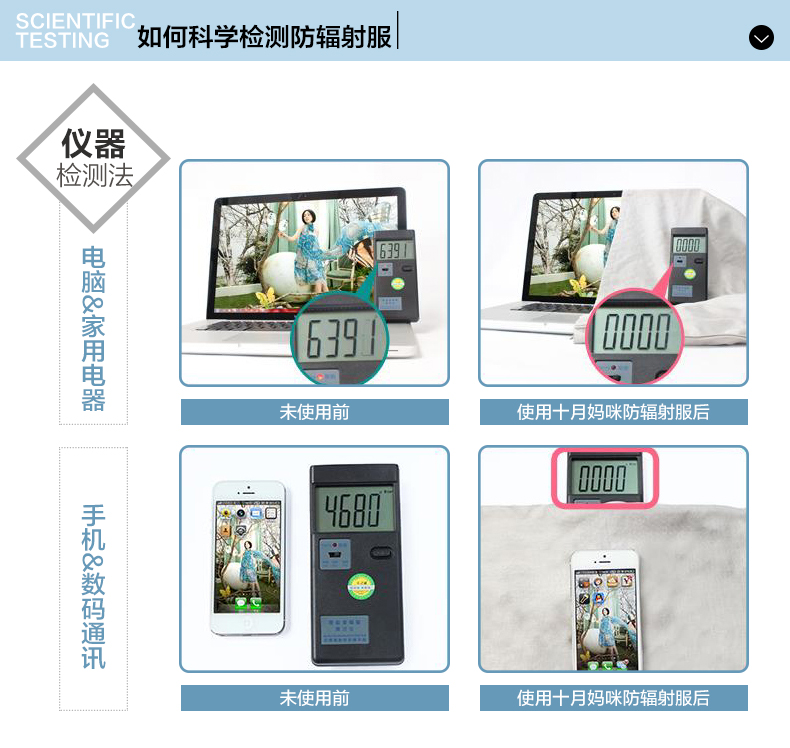 SCIENTIFIC
TESTING
如何科学检测防辐射服
仪器
检测法
电脑&家用电器
6391
6391
未使用前
0000
0000
使用十月妈咪防辐射服后
手机&数码通讯
4680
未使用前
0000
使用十月妈咪防辐射服后